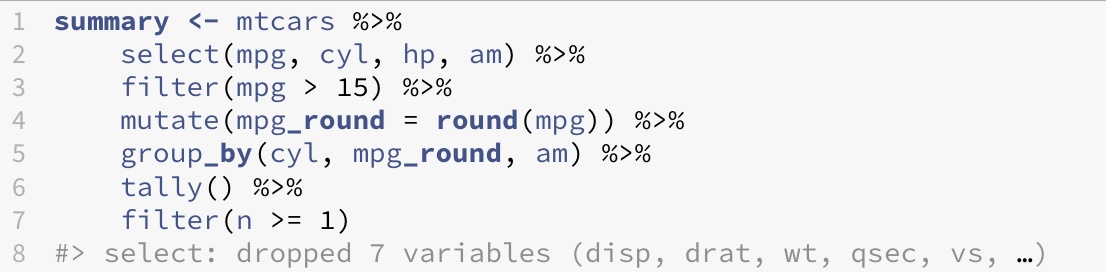 1 summary <- mtcars %>%
2     select(mpg, cyl, hp, am) %>%
3     filter(mpg > 15) %>%
4     mutate(mpg_round = round(mpg)) %>%
5     group_by(cyl, mpg_round, am) %>%
6     tally() %>%
7     filter(n >= 1)
8 #> select: dropped 7 variables (disp, drat, wt, qsec, vs, …)